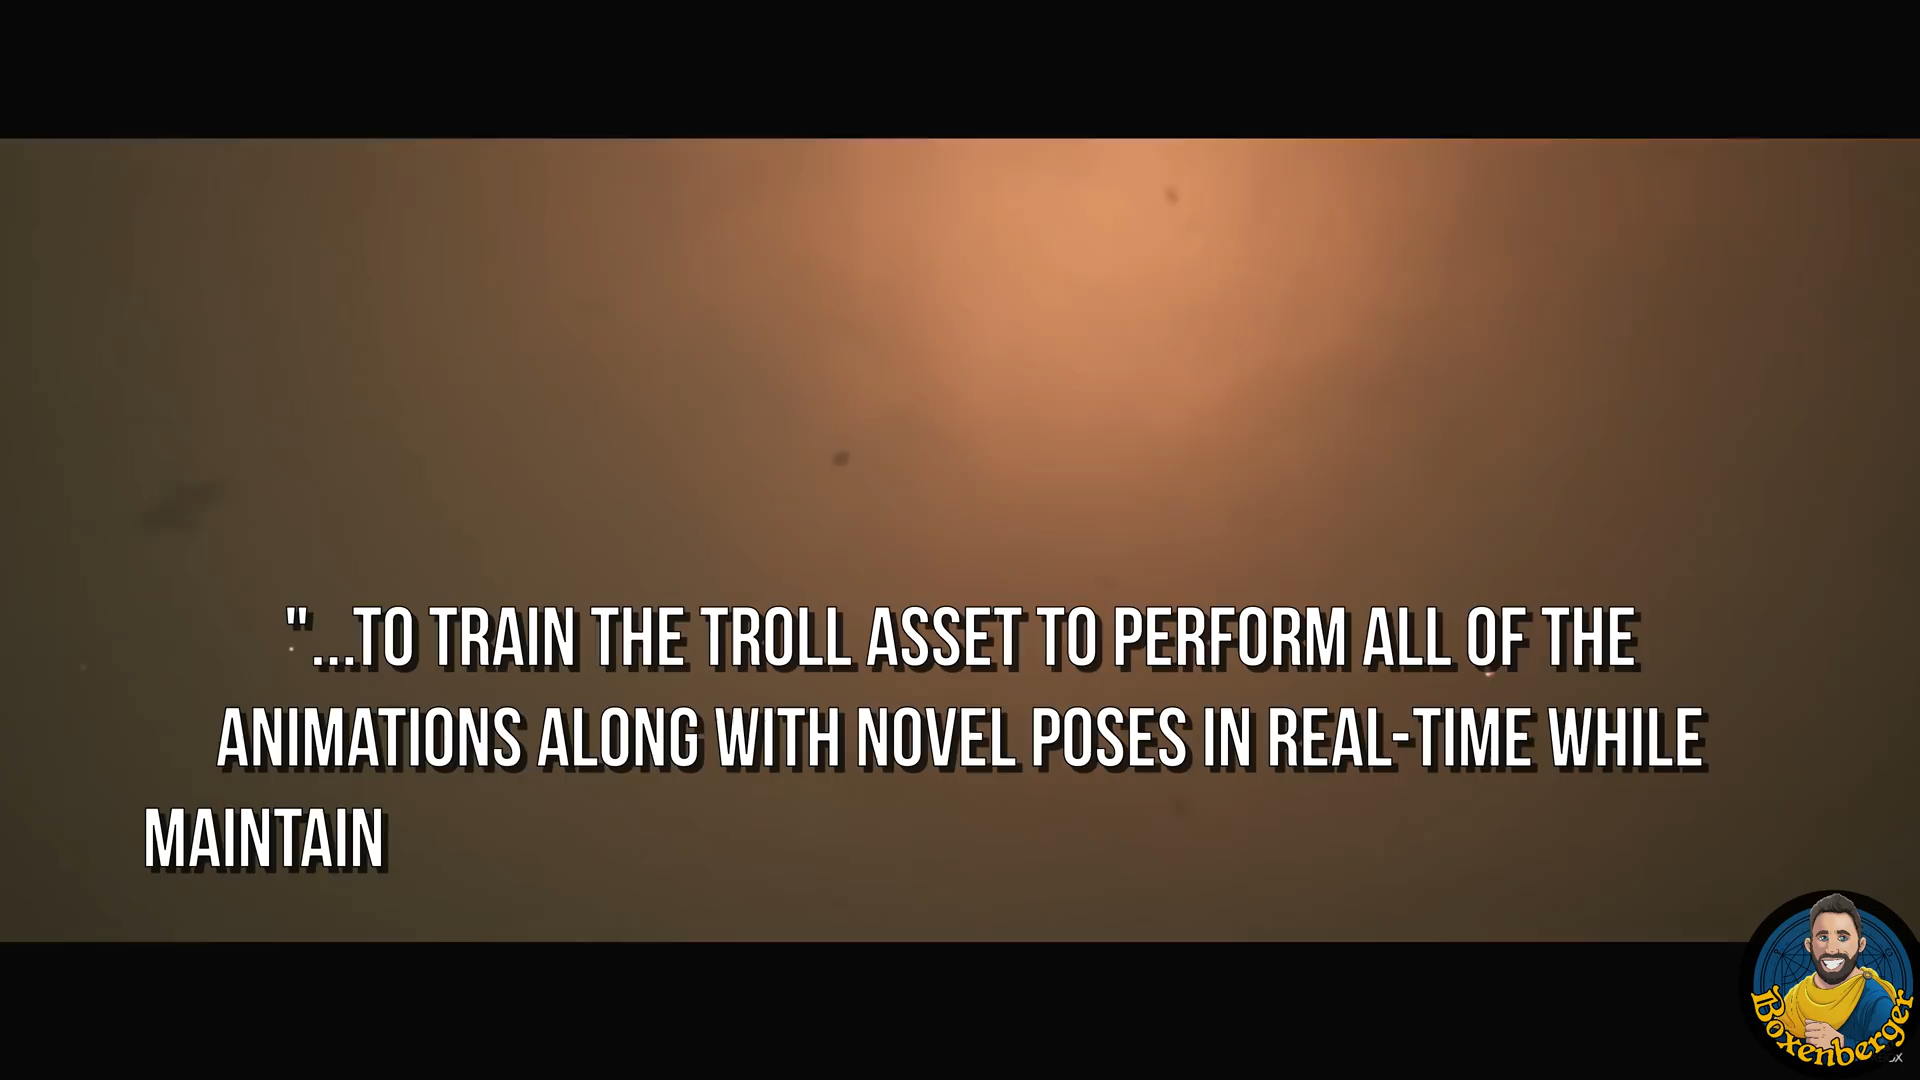 "...TO TRAIN THE TROLL ASSET TO PERFORM ALL OF THE
ANIMATIONS ALONG WITH NOVEL POSES IN REAL-TIME WHILE
MAINTAIN
Boxenberger